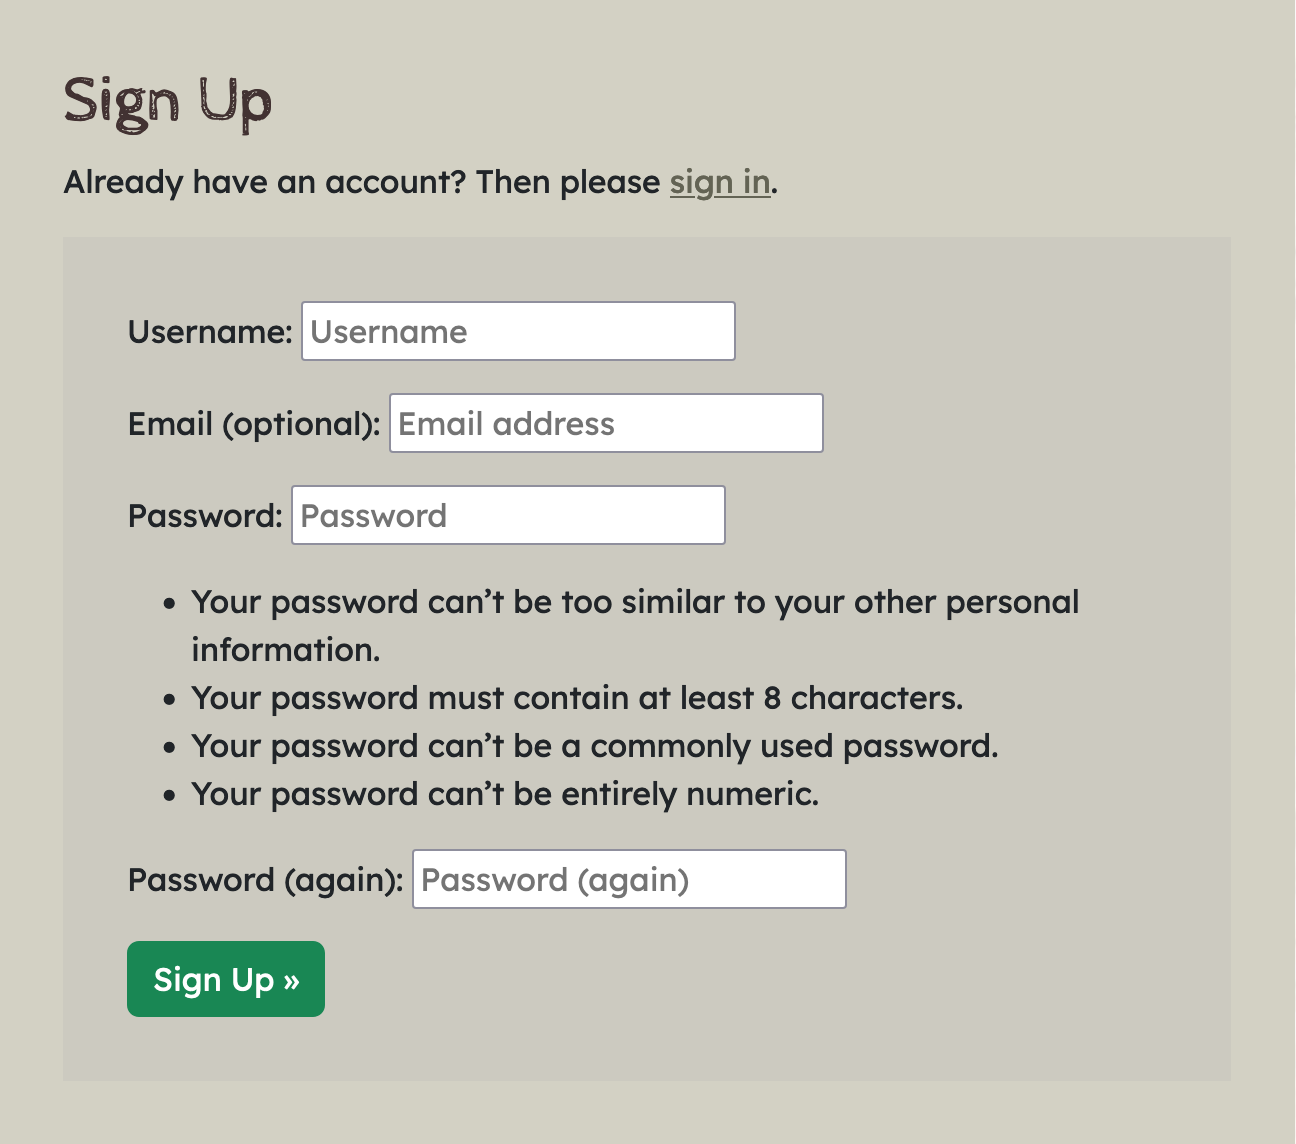 Sign Up
Already have an account? Then please sign in.
Username: Username
Email (optional): Email address
Password: Password
• Your password can’t be too similar to your other personal
information.
• Your password must contain at least 8 characters.
• Your password can’t be a commonly used password.
• Your password can’t be entirely numeric.
Password (again): Password (again)
Sign Up »